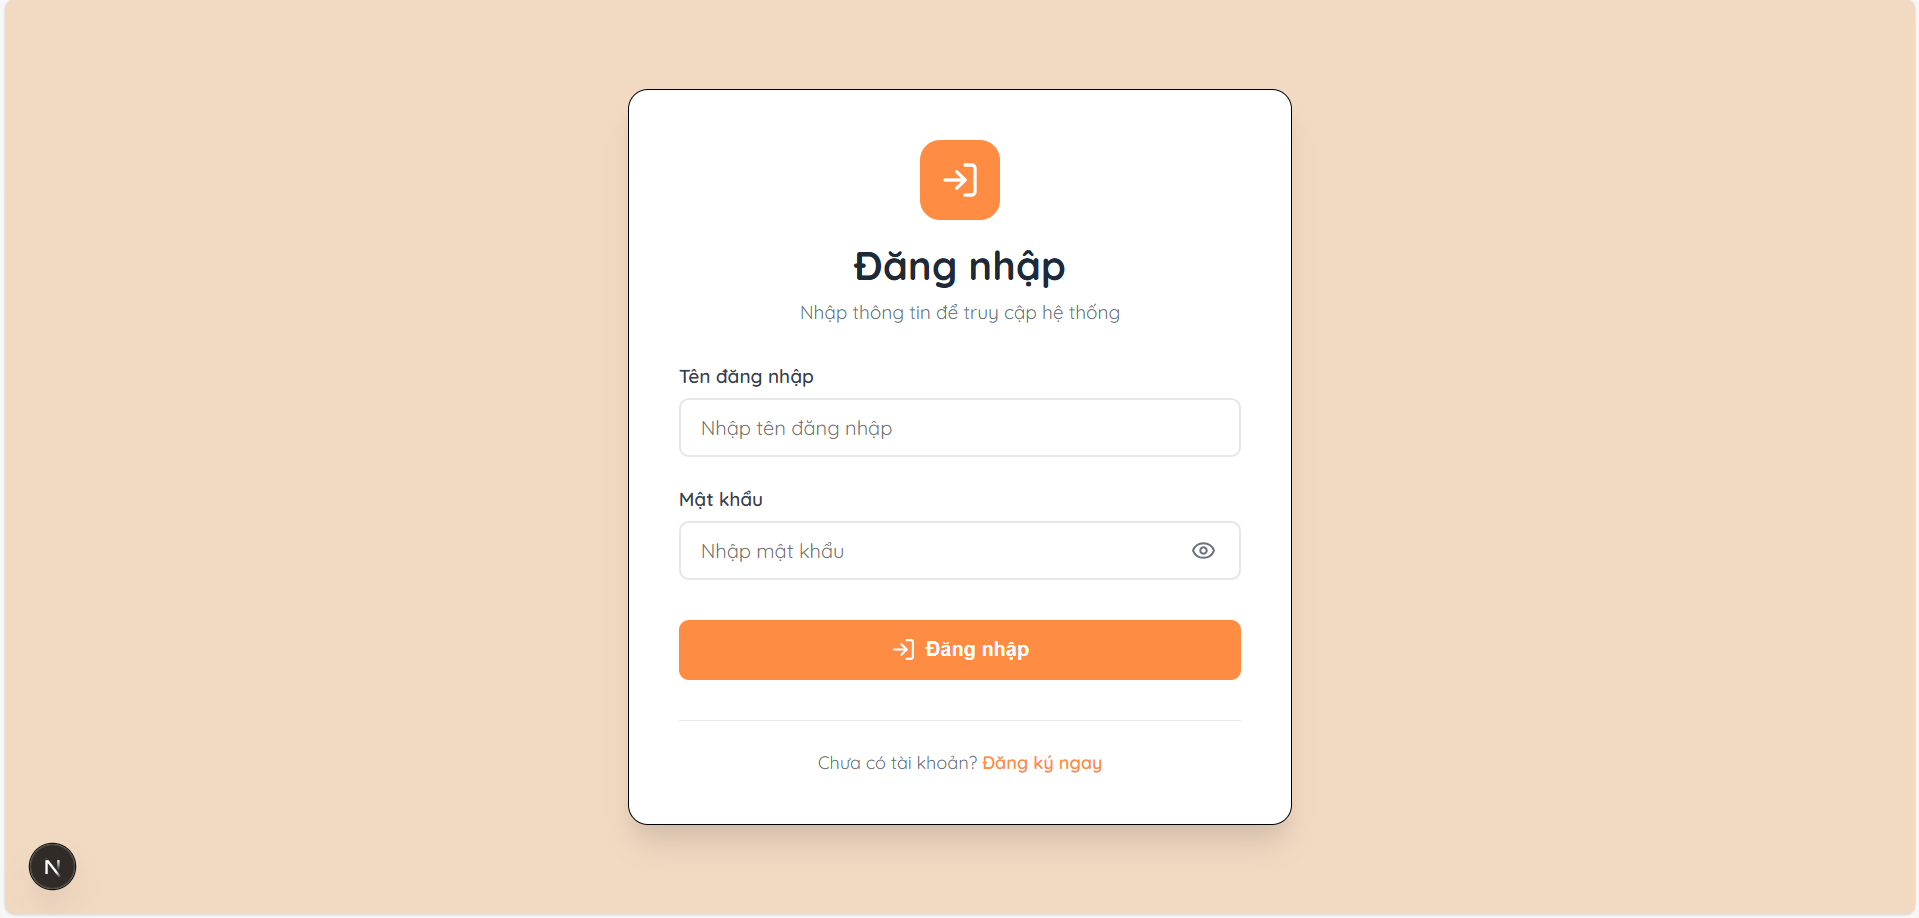 Đăng nhập
Nhập thông tin để truy cập hệ thống
Tên đăng nhập
Nhập tên đăng nhập
Mật khẩu
Nhập mật khẩu
Đăng nhập
Chưa có tài khoản? Đăng ký ngay
N